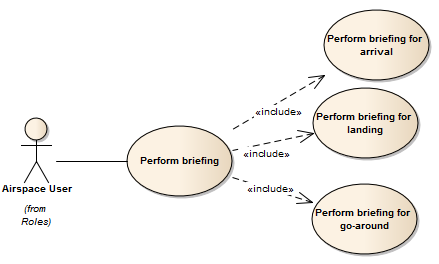 Perform briefing for
arrival
«include»
Perform briefing for
landing
Perform briefing
«include»
«include»
Airspace User
(from
Roles)
Perform briefing for
go-around